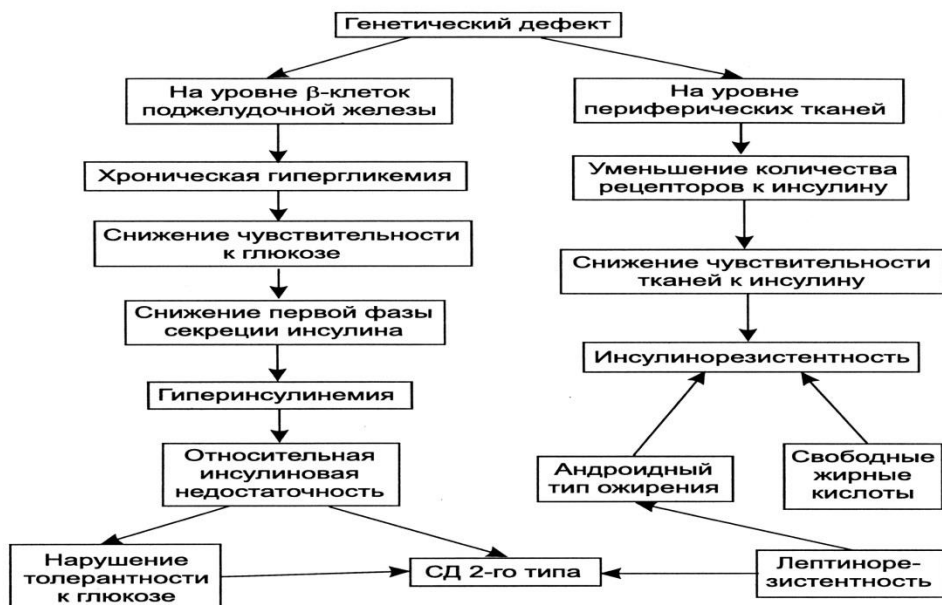 Генетический дефект
На уровне β-клеток
поджелудочной железы
На уровне
периферических тканей
Хроническая гипергликемия
Уменьшение количества
рецепторов к инсулину
Снижение чувствительности
к глюкозе
Снижение чувствительности
тканей к инсулину
Снижение первой фазы
секреции инсулина
Инсулинорезистентность
Гиперинсулинемия
Относительная
инсулиновая
недостаточность
Андроидный
тип ожирения
Свободные
жирные
кислоты
Нарушение
толерантности
к глюкозе
СД 2-го типа
Лептиноре-
зистентность